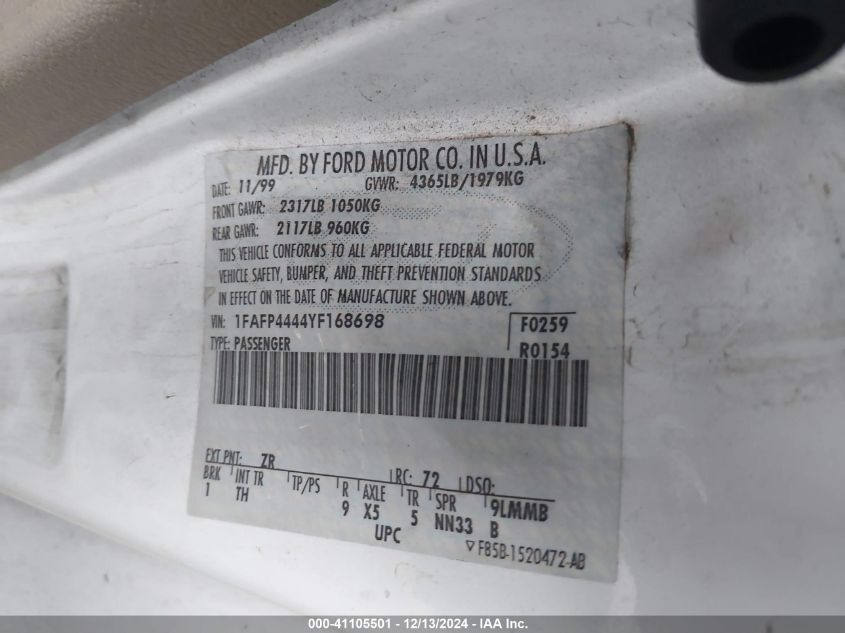 MFD. BY FORD MOTOR CO. IN U.S.A.
DATE: 11/99 GVWR: 4365LB/1979KG
FRONT GAWR: 2317LB 1050KG
REAR GAWR: 2117LB 960KG
THIS VEHICLE CONFORMS TO ALL APPLICABLE FEDERAL MOTOR
VEHICLE SAFETY, BUMPER, AND THEFT PREVENTION STANDARDS
IN EFFECT ON THE DATE OF MANUFACTURE SHOWN ABOVE.
VIN: 1FAFP4444YF168698 F0259
TYPE: PASSENGER R0154
EXT PNT: ZR RC: 72 DSO:
BRK INT TR TP/PS R AXLE TR SPR 9LMMB
1 TH 9 X5 5 NN33 B
UPC
F85B-1520472-AB
000-41105501 - 12/13/2024 - IAA Inc.